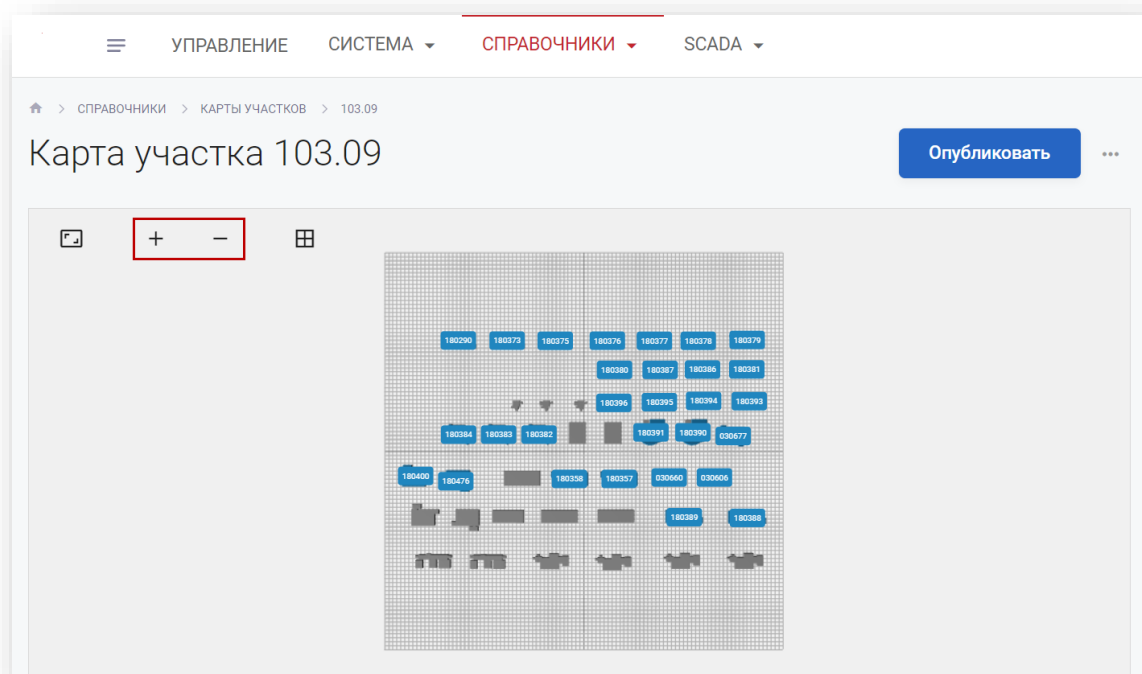 УПРАВЛЕНИЕ СИСТЕМА СПРАВОЧНИКИ SCADA
СПРАВОЧНИКИ > КАРТЫ УЧАСТКОВ > 103.09
Карта участка 103.09
Опубликовать
180290 180373 180375 180376 180377 180378 180379
180380 180387 180386 180381
180396 180395 180394 180393
180384 180383 180382 180391 180390 030677
180400 180476 180358 180357 030660 030606
180389 180388